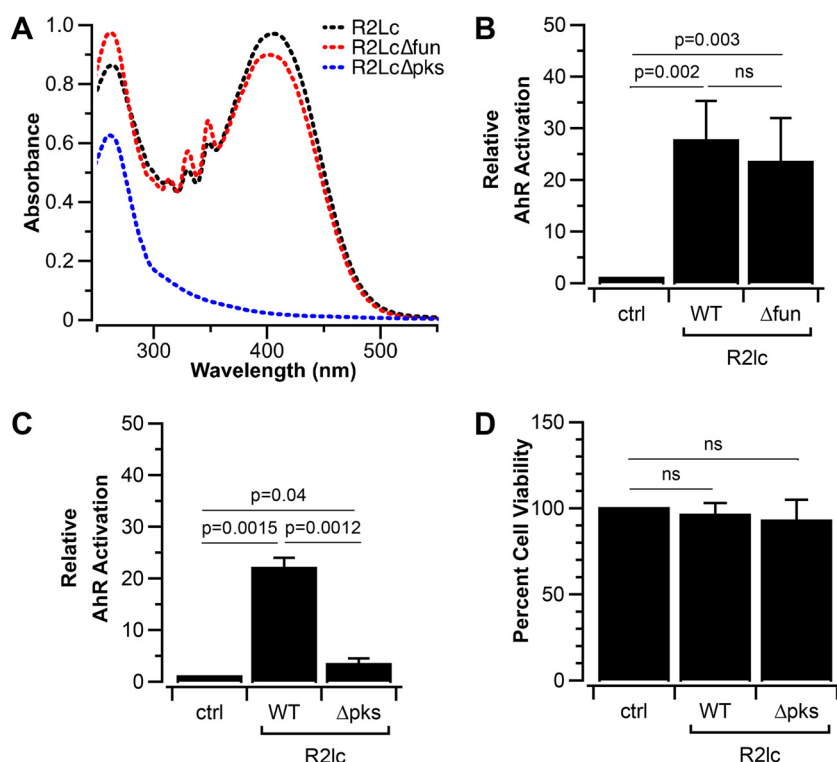 A
R2Lc
R2LcΔfun
R2LcΔpks
1.0
0.8
0.6
0.4
0.2
0
Absorbance
300
400
500
Wavelength (nm)
B
p=0.003
p=0.002
ns
50
40
30
20
10
0
Relative
AhR Activation
ctrl
WT
Δfun
R2lc
C
p=0.04
p=0.0015
p=0.0012
50
40
30
20
10
0
Relative
AhR Activation
ctrl
WT
Δpks
R2lc
D
ns
ns
150
100
50
0
Percent Cell Viability
ctrl
WT
Δpks
R2lc